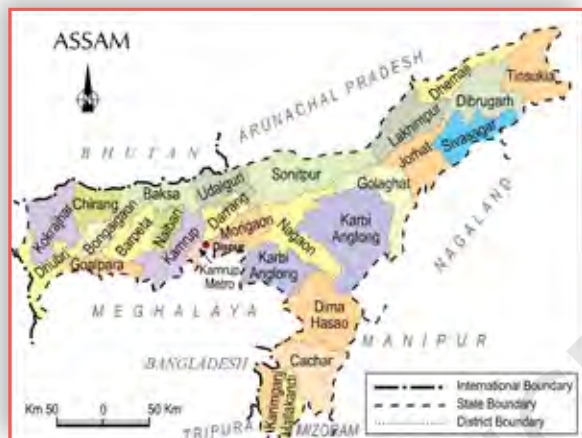 ASSAM
N
ARUNACHAL PRADESH
BHUTAN
Tinsukia
Dhemaji
Dibrugarh
Lakhimpur
Sivasagar
Jorhat
Sonitpur
Golaghat
Udalguri
Baksa
Chirang
Kokrajhar
Bongaigaon
Barpeta
Nalbari
Darrang
Kamrup
Morigaon
Nagaon
Karbi
Anglong
NAGALAND
Dhubri
Goalpara
Dispur
Kamrup
Metro
Karbi
Anglong
MEGHALAYA
Dima
Hasao
MANIPUR
BANGLADESH
Cachar
Karimganj
Hailakandi
TRIPURA
MIZORAM
Km 50 0 50 Km
International Boundary
State Boundary
District Boundary